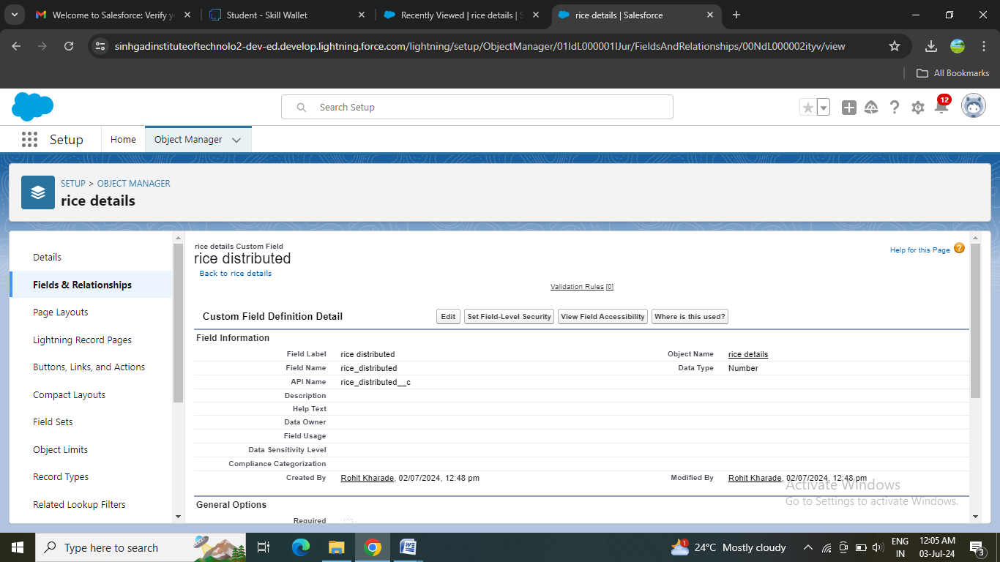 Welcome to Salesforce: Verify y
Student - Skill Wallet
Recently Viewed | rice details | S
rice details | Salesforce
sinhgadinstituteoftechnolo2-dev-ed.develop.lightning.force.com/lightning/setup/ObjectManager/01IdL000001IJur/FieldsAndRelationships/00NdL000002ityv/view
All Bookmarks
Search Setup
12
Setup
Home
Object Manager
SETUP > OBJECT MANAGER
rice details
Details
Fields & Relationships
Page Layouts
Lightning Record Pages
Buttons, Links, and Actions
Compact Layouts
Field Sets
Object Limits
Record Types
Related Lookup Filters
rice details Custom Field
rice distributed
Back to rice details
Help for this Page
Validation Rules [0]
Custom Field Definition Detail
Edit
Set Field-Level Security
View Field Accessibility
Where is this used?
Field Information
Field Label rice distributed Object Name rice details
Field Name rice_distributed Data Type Number
API Name rice_distributed__c
Description
Help Text
Data Owner
Field Usage
Data Sensitivity Level
Compliance Categorization
Created By Rohit Kharade, 02/07/2024, 12:48 pm Modified By Rohit Kharade, 02/07/2024, 12:48 pm
General Options
Required
Activate Windows
Go to Settings to activate Windows.
Type here to search
1
24°C Mostly cloudy
ENG
IN
12:05 AM
03-Jul-24
3